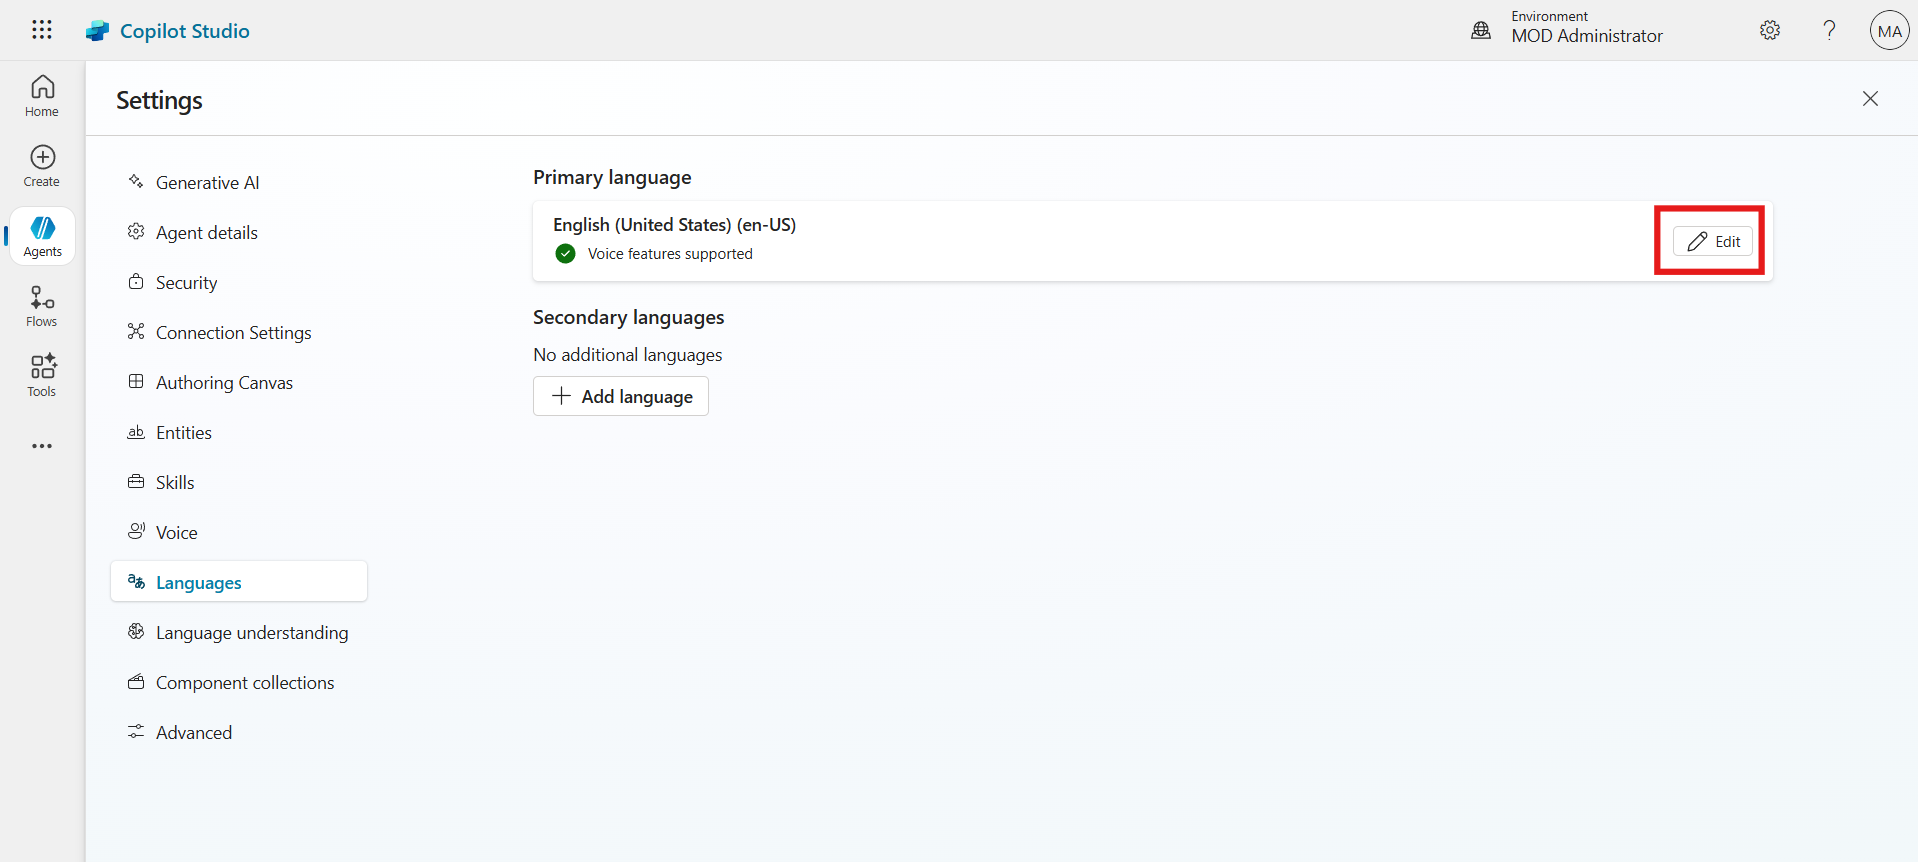 Copilot Studio
Environment
MOD Administrator
?
MA
Home
Create
Agents
Flows
Tools
Settings
Generative AI
Agent details
Security
Connection Settings
Authoring Canvas
Entities
Skills
Voice
Languages
Language understanding
Component collections
Advanced
Primary language
English (United States) (en-US)
Voice features supported
Edit
Secondary languages
No additional languages
Add language